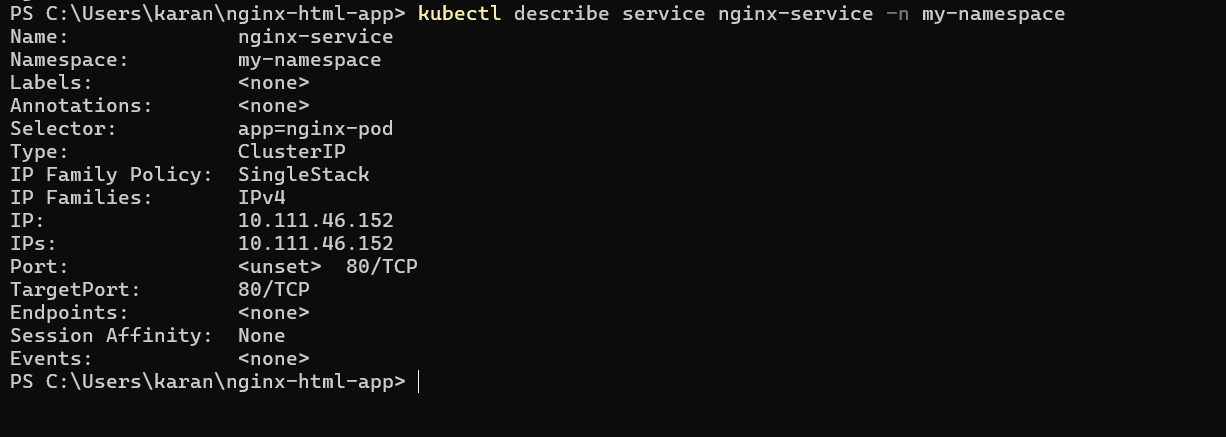 PS C:\Users\karan\nginx-html-app> kubectl describe service nginx-service -n my-namespace
Name:              nginx-service
Namespace:         my-namespace
Labels:            <none>
Annotations:       <none>
Selector:          app=nginx-pod
Type:              ClusterIP
IP Family Policy:  SingleStack
IP Families:       IPv4
IP:                10.111.46.152
IPs:               10.111.46.152
Port:              <unset>  80/TCP
TargetPort:        80/TCP
Endpoints:         <none>
Session Affinity:  None
Events:            <none>
PS C:\Users\karan\nginx-html-app>